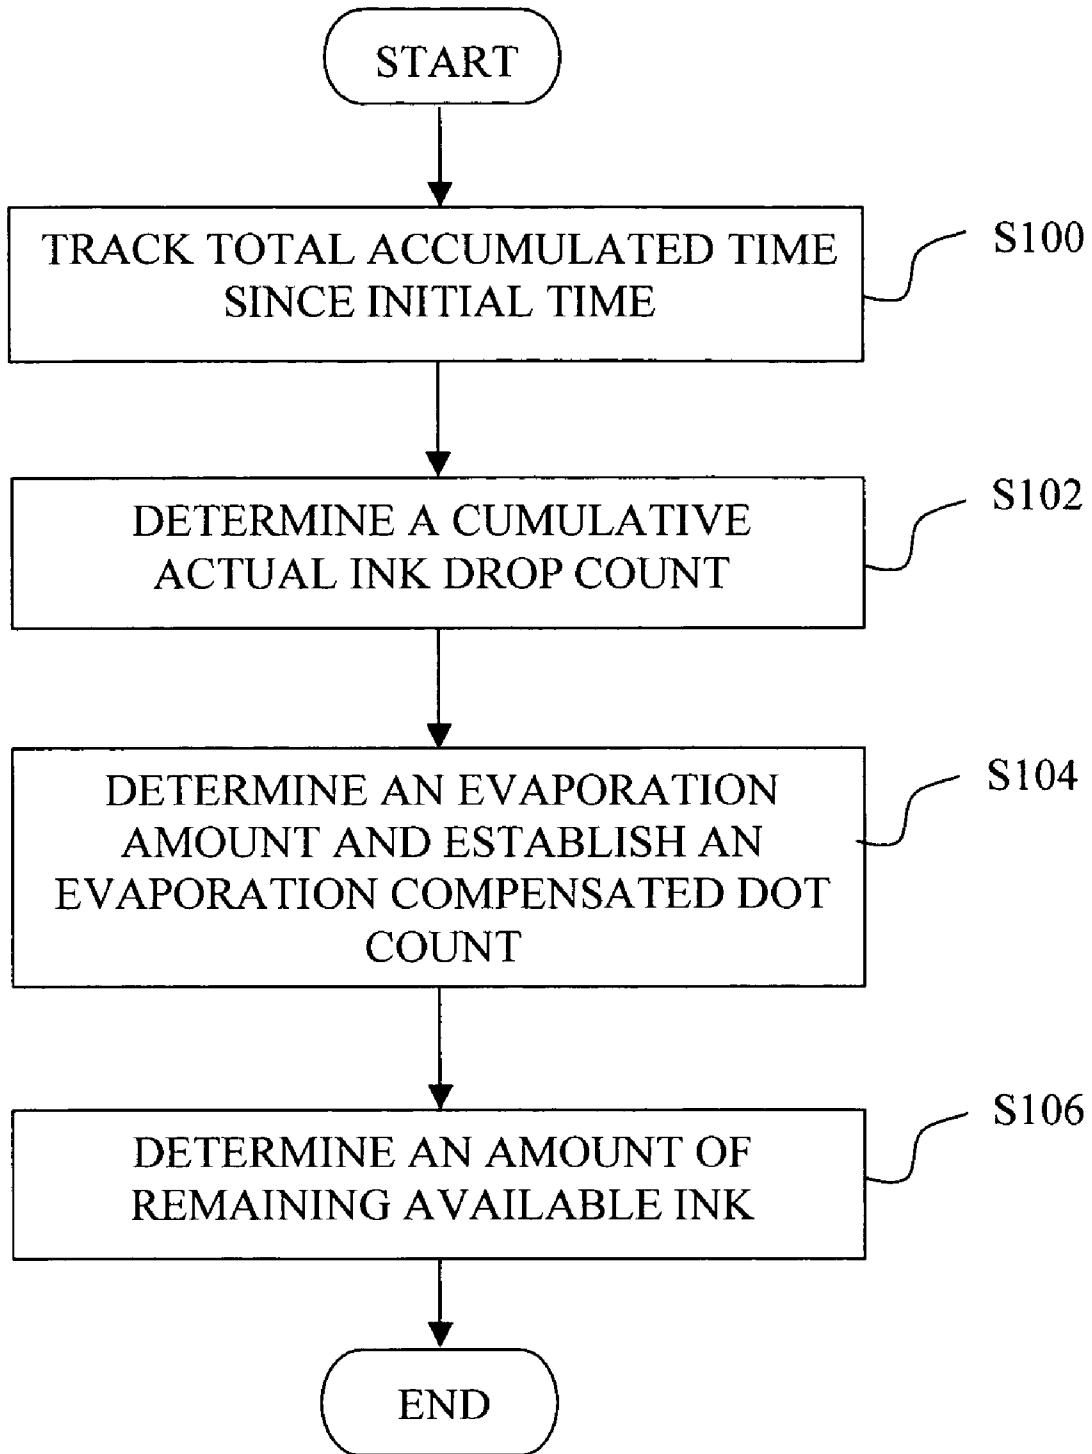 START
TRACK TOTAL ACCUMULATED TIME
SINCE INITIAL TIME
S100
DETERMINE A CUMULATIVE
ACTUAL INK DROP COUNT
S102
DETERMINE AN EVAPORATION
AMOUNT AND ESTABLISH AN
EVAPORATION COMPENSATED DOT
COUNT
S104
DETERMINE AN AMOUNT OF
REMAINING AVAILABLE INK
S106
END